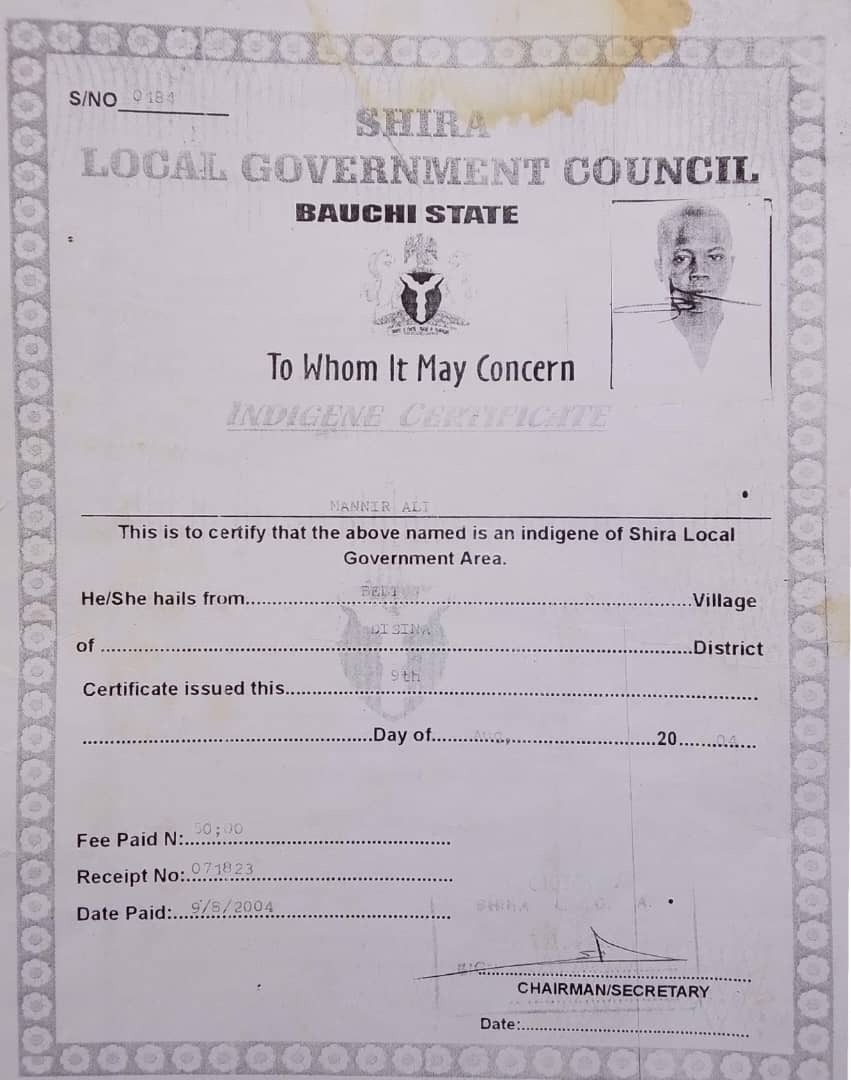 S/NO 0184
SHIRA
LOCAL GOVERNMENT COUNCIL
BAUCHI STATE
To Whom It May Concern
INDIGENE CERTIFICATE
MANNIR ALI
This is to certify that the above named is an indigene of Shira Local
Government Area.
He/She hails from..........Village
of DISINA..........District
Certificate issued this..........9th
..........Day of..........Aug,..........20..........04
Fee Paid N:..........50;00
Receipt No:..........071823
Date Paid:..........9/8/2004
SHIRA L. G. A.
CHAIRMAN/SECRETARY
Date:..........